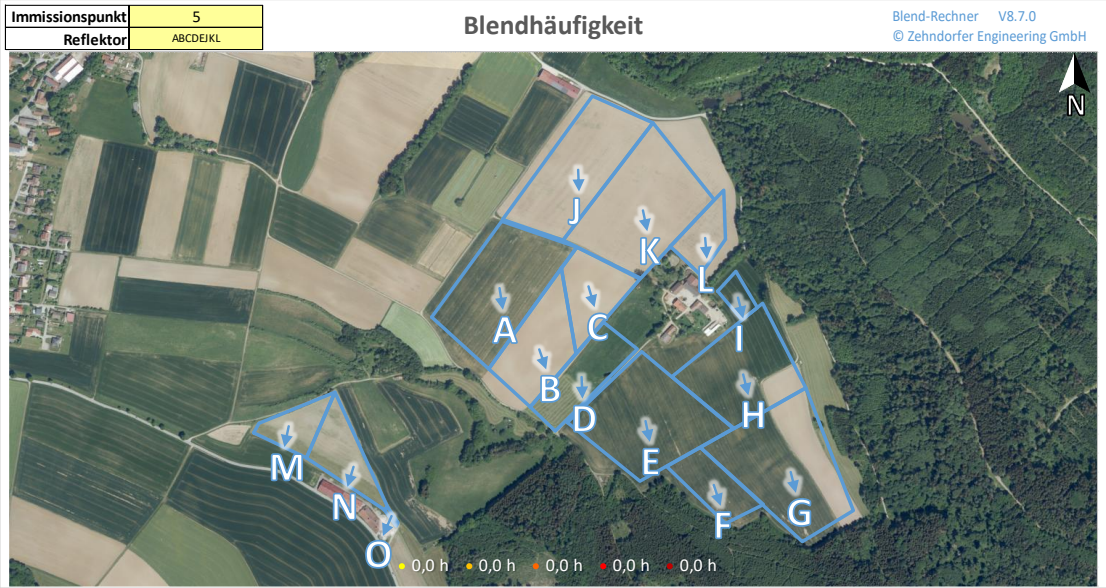 Immissionspunkt 5
Reflektor ABCDEJKL
Blendhäufigkeit
Blend-Rechner V8.7.0
© Zehndorfer Engineering GmbH
N
J
K
L
A
C
I
B
D
H
E
M
N
G
F
O
0,0 h 0,0 h 0,0 h 0,0 h 0,0 h